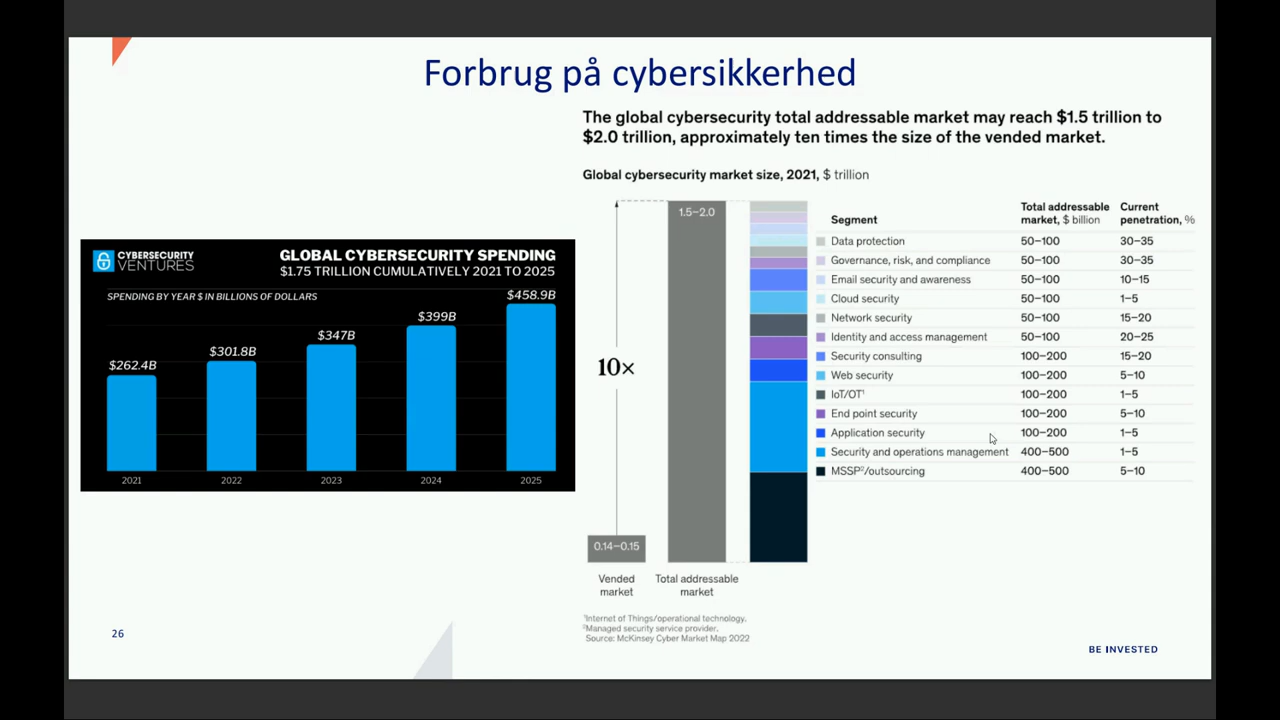 Forbrug på cybersikkerhed
The global cybersecurity total addressable market may reach $1.5 trillion to
$2.0 trillion, approximately ten times the size of the vended market.
Global cybersecurity market size, 2021, $ trillion
CYBERSECURITY
VENTURES
GLOBAL CYBERSECURITY SPENDING
$1.75 TRILLION CUMULATIVELY 2021 TO 2025
SPENDING BY YEAR $ IN BILLIONS OF DOLLARS
$262.4B
$301.8B
$347B
$399B
$458.9B
2021 2022 2023 2024 2025
10×
0.14–0.15
1.5–2.0
Vended
market
Total addressable
market
Segment
Total addressable
market, $ billion
Current
penetration, %
Data protection 50–100 30–35
Governance, risk, and compliance 50–100 30–35
Email security and awareness 50–100 10–15
Cloud security 50–100 1–5
Network security 50–100 15–20
Identity and access management 50–100 20–25
Security consulting 100–200 15–20
Web security 100–200 5–10
IoT/OT¹ 100–200 1–5
End point security 100–200 5–10
Application security 100–200 1–5
Security and operations management 400–500 1–5
MSSP²/outsourcing 400–500 5–10
¹Internet of Things/operational technology.
²Managed security service provider.
Source: McKinsey Cyber Market Map 2022
26
BE INVESTED